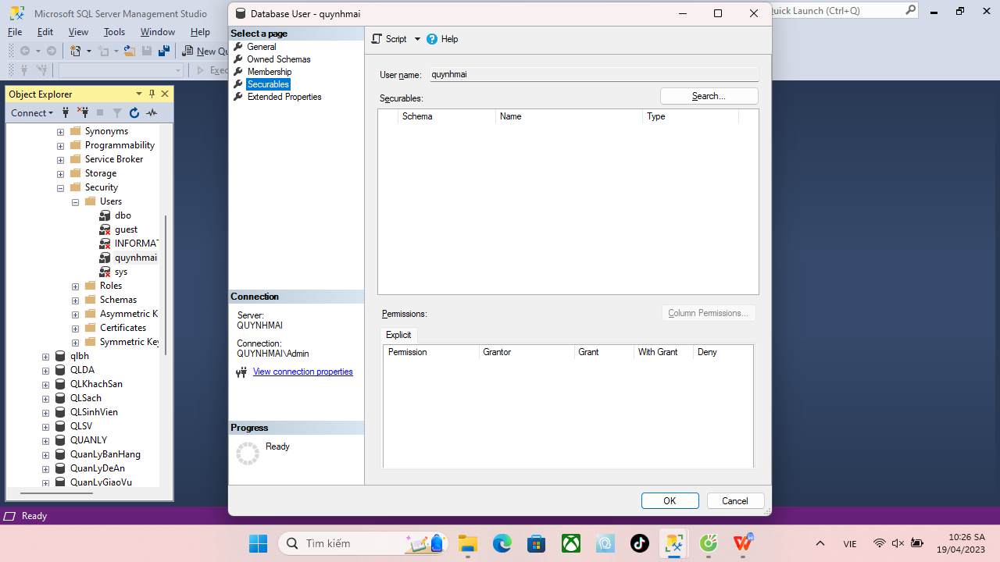 Microsoft SQL Server Management Studio
Quick Launch (Ctrl+Q)
File Edit View Tools Window Help
New Qu
Exec
Object Explorer
Connect
Synonyms
Programmability
Service Broker
Storage
Security
Users
dbo
guest
INFORMAT
quynhmai
sys
Roles
Schemas
Asymmetric K
Certificates
Symmetric Key
qlbh
QLDA
QLKhachSan
QLSach
QLSinhVien
QLSV
QUANLY
QuanLyBanHang
QuanLyDeAn
QuanLyGiaoVu
Database User - quynhmai
Select a page
General
Owned Schemas
Membership
Securables
Extended Properties
Connection
Server:
QUYNHMAI
Connection:
QUYNHMAI\Admin
View connection properties
Progress
Ready
Script Help
User name: quynhmai
Securables: Search...
Schema Name Type
Permissions: Column Permissions...
Explicit
Permission Grantor Grant With Grant Deny
OK Cancel
Ready
Tìm kiếm
VIE
10:26 SA
19/04/2023